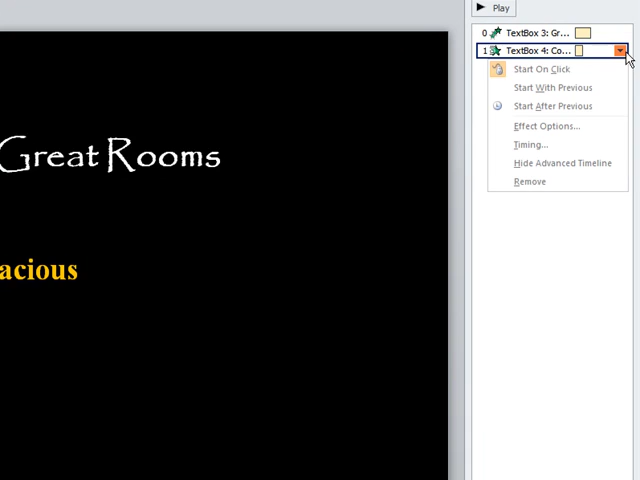 Play
0 TextBox 3: Gr...
1 TextBox 4: Co...
Start On Click
Start With Previous
Start After Previous
Effect Options...
Timing...
Hide Advanced Timeline
Remove
Great Rooms
acious